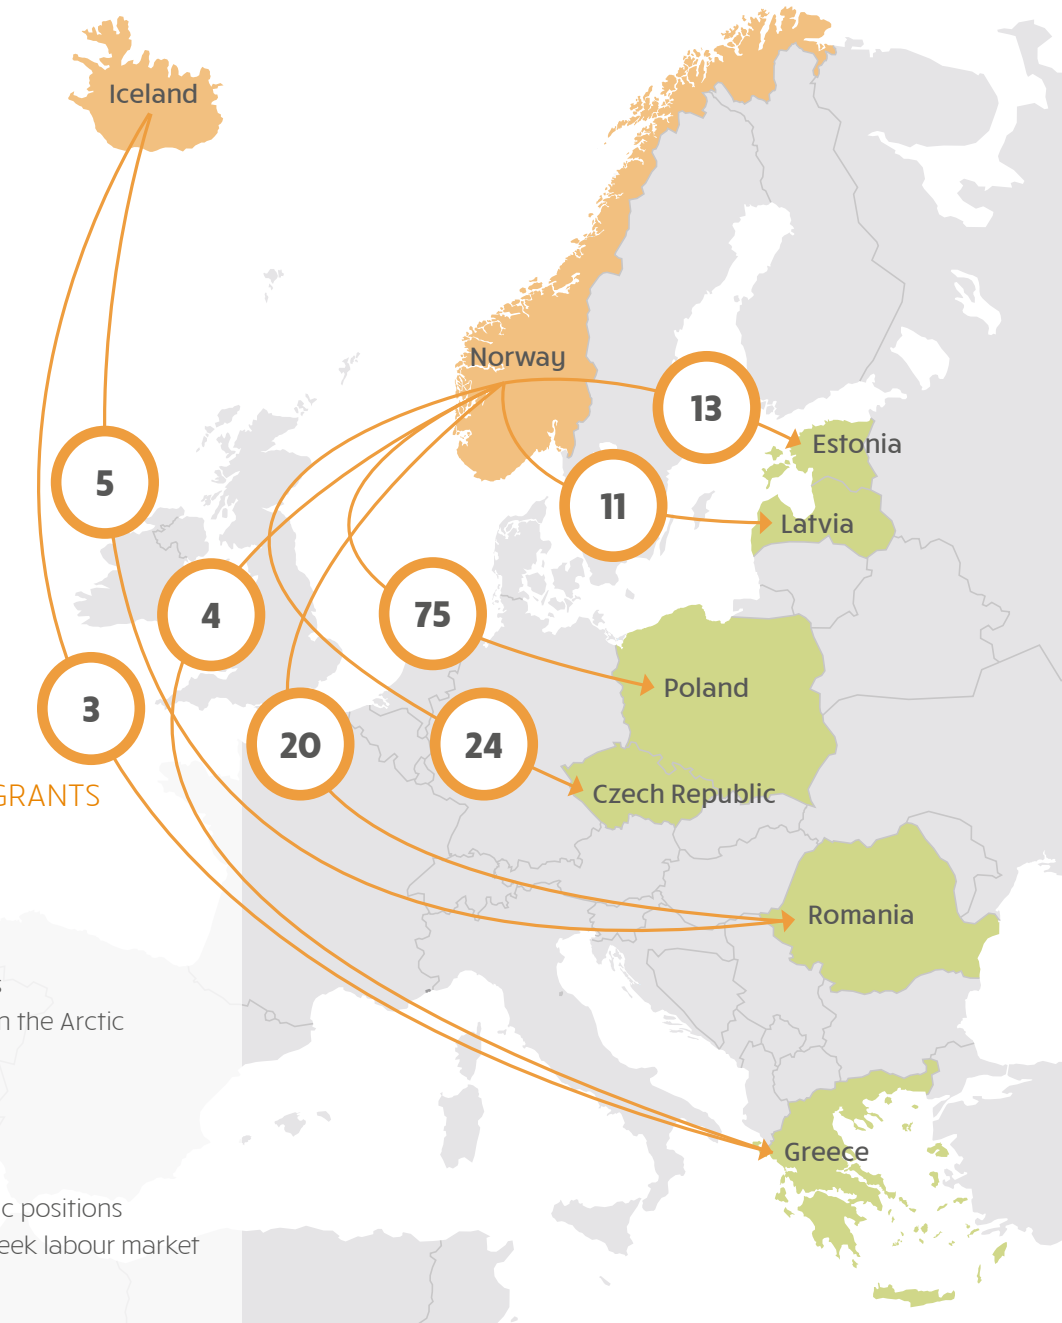 Iceland
Norway
13
Estonia
5
11
Latvia
4
75
Poland
3
20
24
Czech Republic
GRANTS
Romania
s
n the Arctic
Greece
c positions
eek labour market